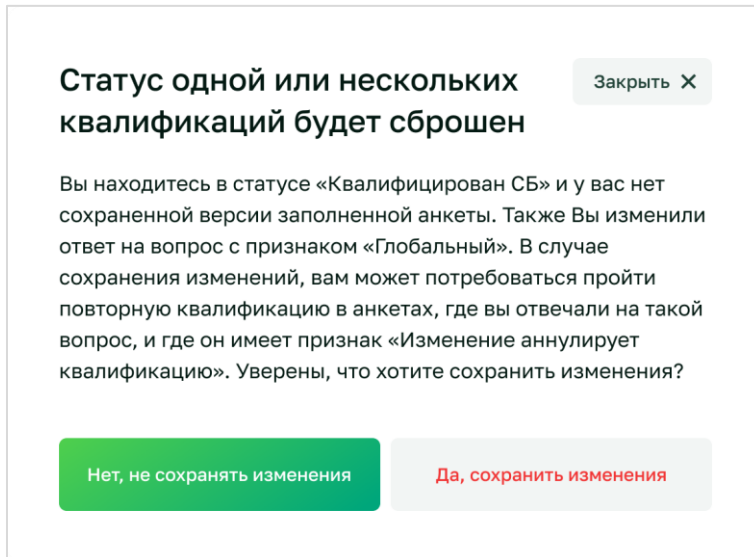 Статус одной или нескольких
Закрыть ✕
квалификаций будет сброшен
Вы находитесь в статусе «Квалифицирован СБ» и у вас нет
сохраненной версии заполненной анкеты. Также Вы изменили
ответ на вопрос с признаком «Глобальный». В случае
сохранения изменений, вам может потребоваться пройти
повторную квалификацию в анкетах, где вы отвечали на такой
вопрос, и где он имеет признак «Изменение аннулирует
квалификацию». Уверены, что хотите сохранить изменения?
Нет, не сохранять изменения
Да, сохранить изменения